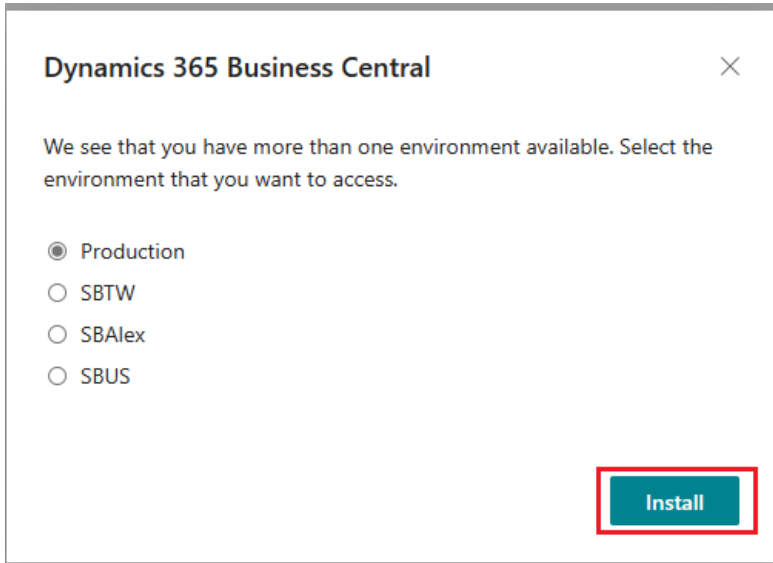 Dynamics 365 Business Central
We see that you have more than one environment available. Select the
environment that you want to access.
Production
SBTW
SBAlex
SBUS
Install